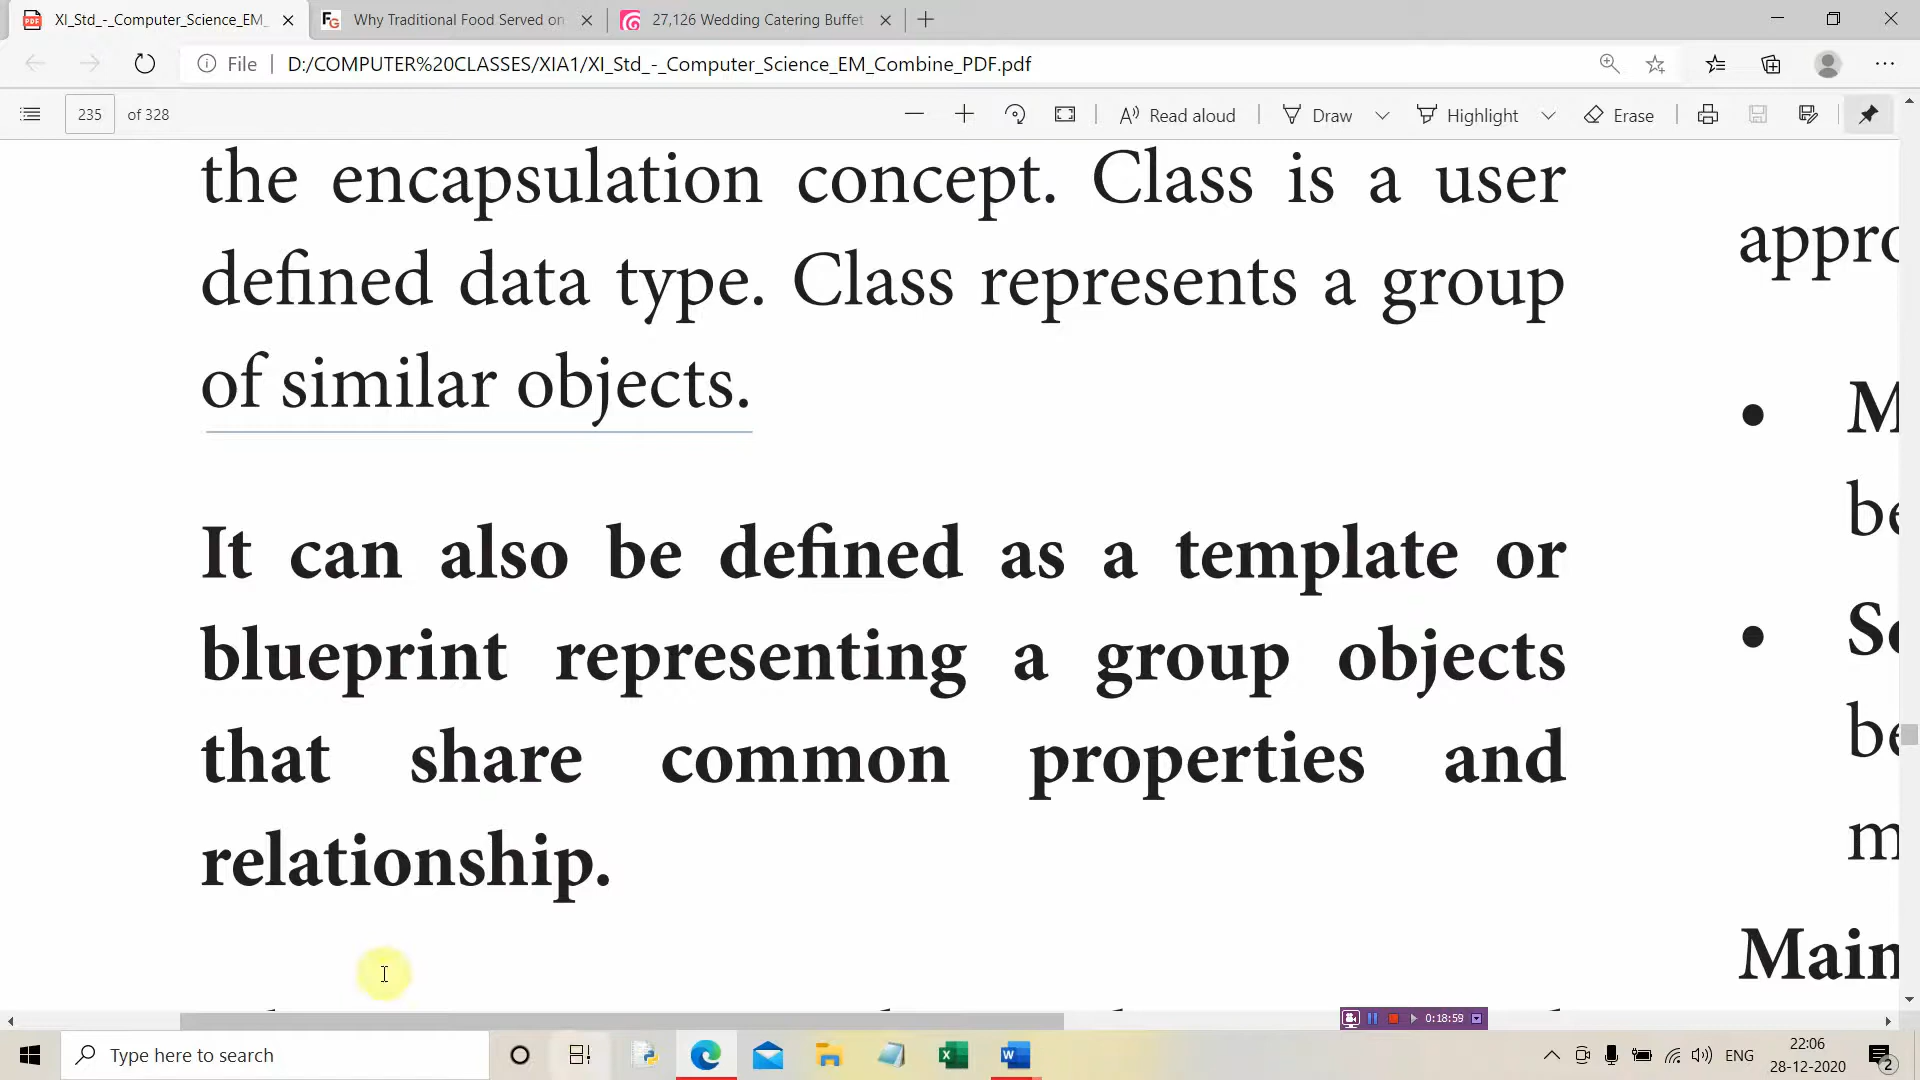 XI_Std_-_Computer_Science_EM_
Why Traditional Food Served on
27,126 Wedding Catering Buffet
File
D:/COMPUTER%20CLASSES/XIA1/XI_Std_-_Computer_Science_EM_Combine_PDF.pdf
235 of 328
Read aloud
Draw
Highlight
Erase
the encapsulation concept. Class is a user
defined data type. Class represents a group
of similar objects.
It can also be defined as a template or
blueprint representing a group objects
that share common properties and
relationship.
appro
M
be
So
be
m
Main
0:18:59
Type here to search
ENG
22:06
28-12-2020
2